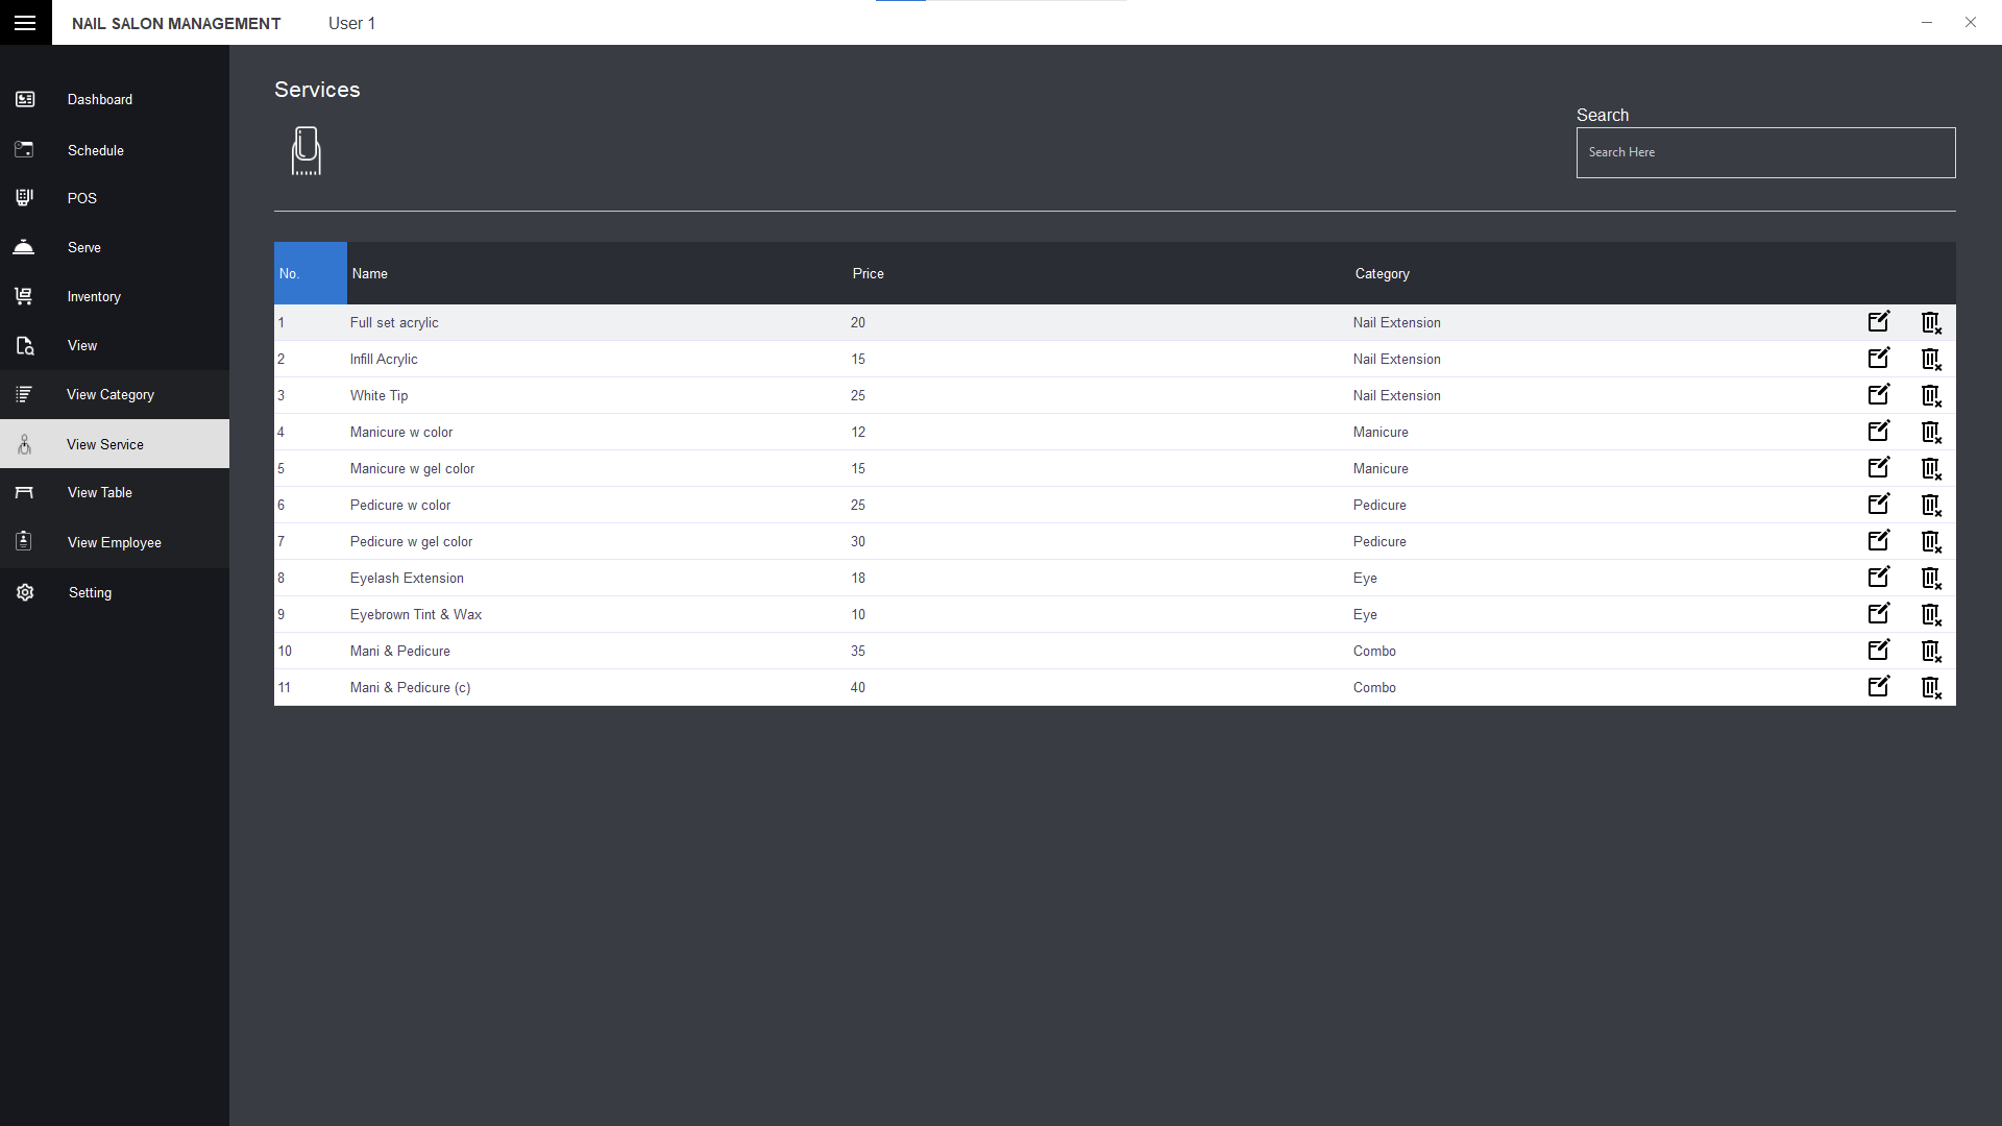 NAIL SALON MANAGEMENT User 1
Dashboard
Schedule
POS
Serve
Inventory
View
View Category
View Service
View Table
View Employee
Setting
Services
Search
Search Here
No. Name Price Category
1 Full set acrylic 20 Nail Extension
2 Infill Acrylic 15 Nail Extension
3 White Tip 25 Nail Extension
4 Manicure w color 12 Manicure
5 Manicure w gel color 15 Manicure
6 Pedicure w color 25 Pedicure
7 Pedicure w gel color 30 Pedicure
8 Eyelash Extension 18 Eye
9 Eyebrown Tint & Wax 10 Eye
10 Mani & Pedicure 35 Combo
11 Mani & Pedicure (c) 40 Combo